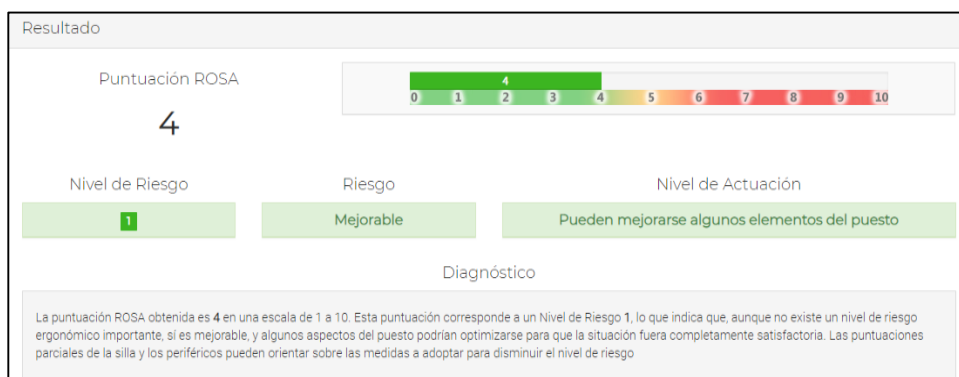 Resultado
Puntuación ROSA
4
4
0 1 2 3 4 5 6 7 8 9 10
Nivel de Riesgo Riesgo Nivel de Actuación
1 Mejorable Pueden mejorarse algunos elementos del puesto
Diagnóstico
La puntuación ROSA obtenida es 4 en una escala de 1 a 10. Esta puntuación corresponde a un Nivel de Riesgo 1, lo que indica que, aunque no existe un nivel de riesgo
ergonómico importante, sí es mejorable, y algunos aspectos del puesto podrían optimizarse para que la situación fuera completamente satisfactoria. Las puntuaciones
parciales de la silla y los periféricos pueden orientar sobre las medidas a adoptar para disminuir el nivel de riesgo